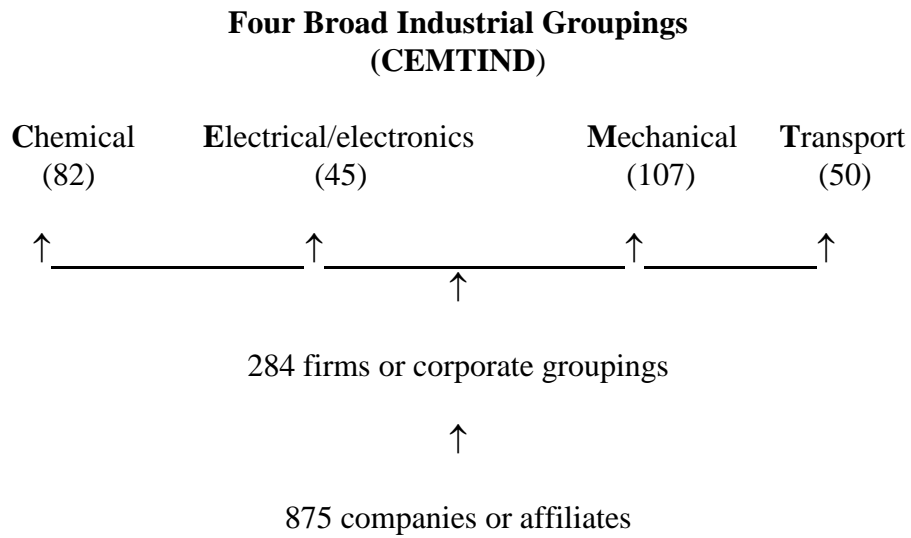 Four Broad Industrial Groupings
(CEMTIND)
Chemical Electrical/electronics Mechanical Transport
(82) (45) (107) (50)
284 firms or corporate groupings
875 companies or affiliates